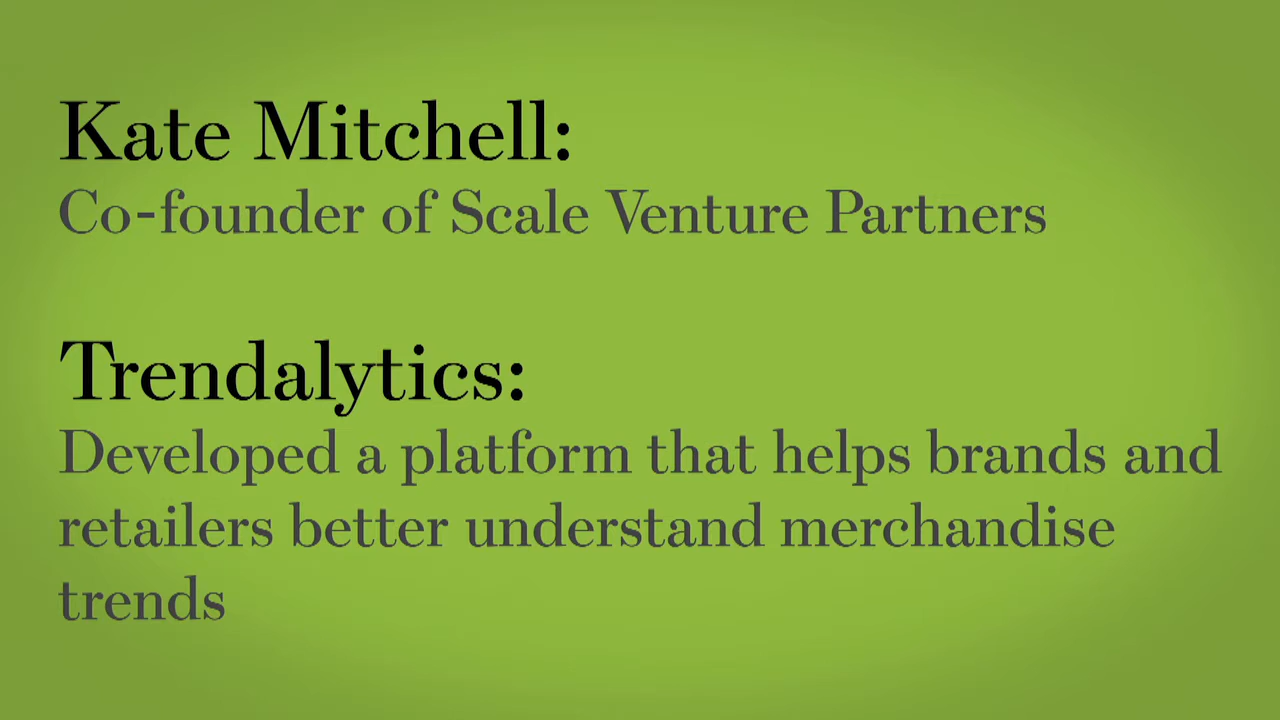 Kate Mitchell:
Co-founder of Scale Venture Partners
Trendalytics:
Developed a platform that helps brands and
retailers better understand merchandise
trends